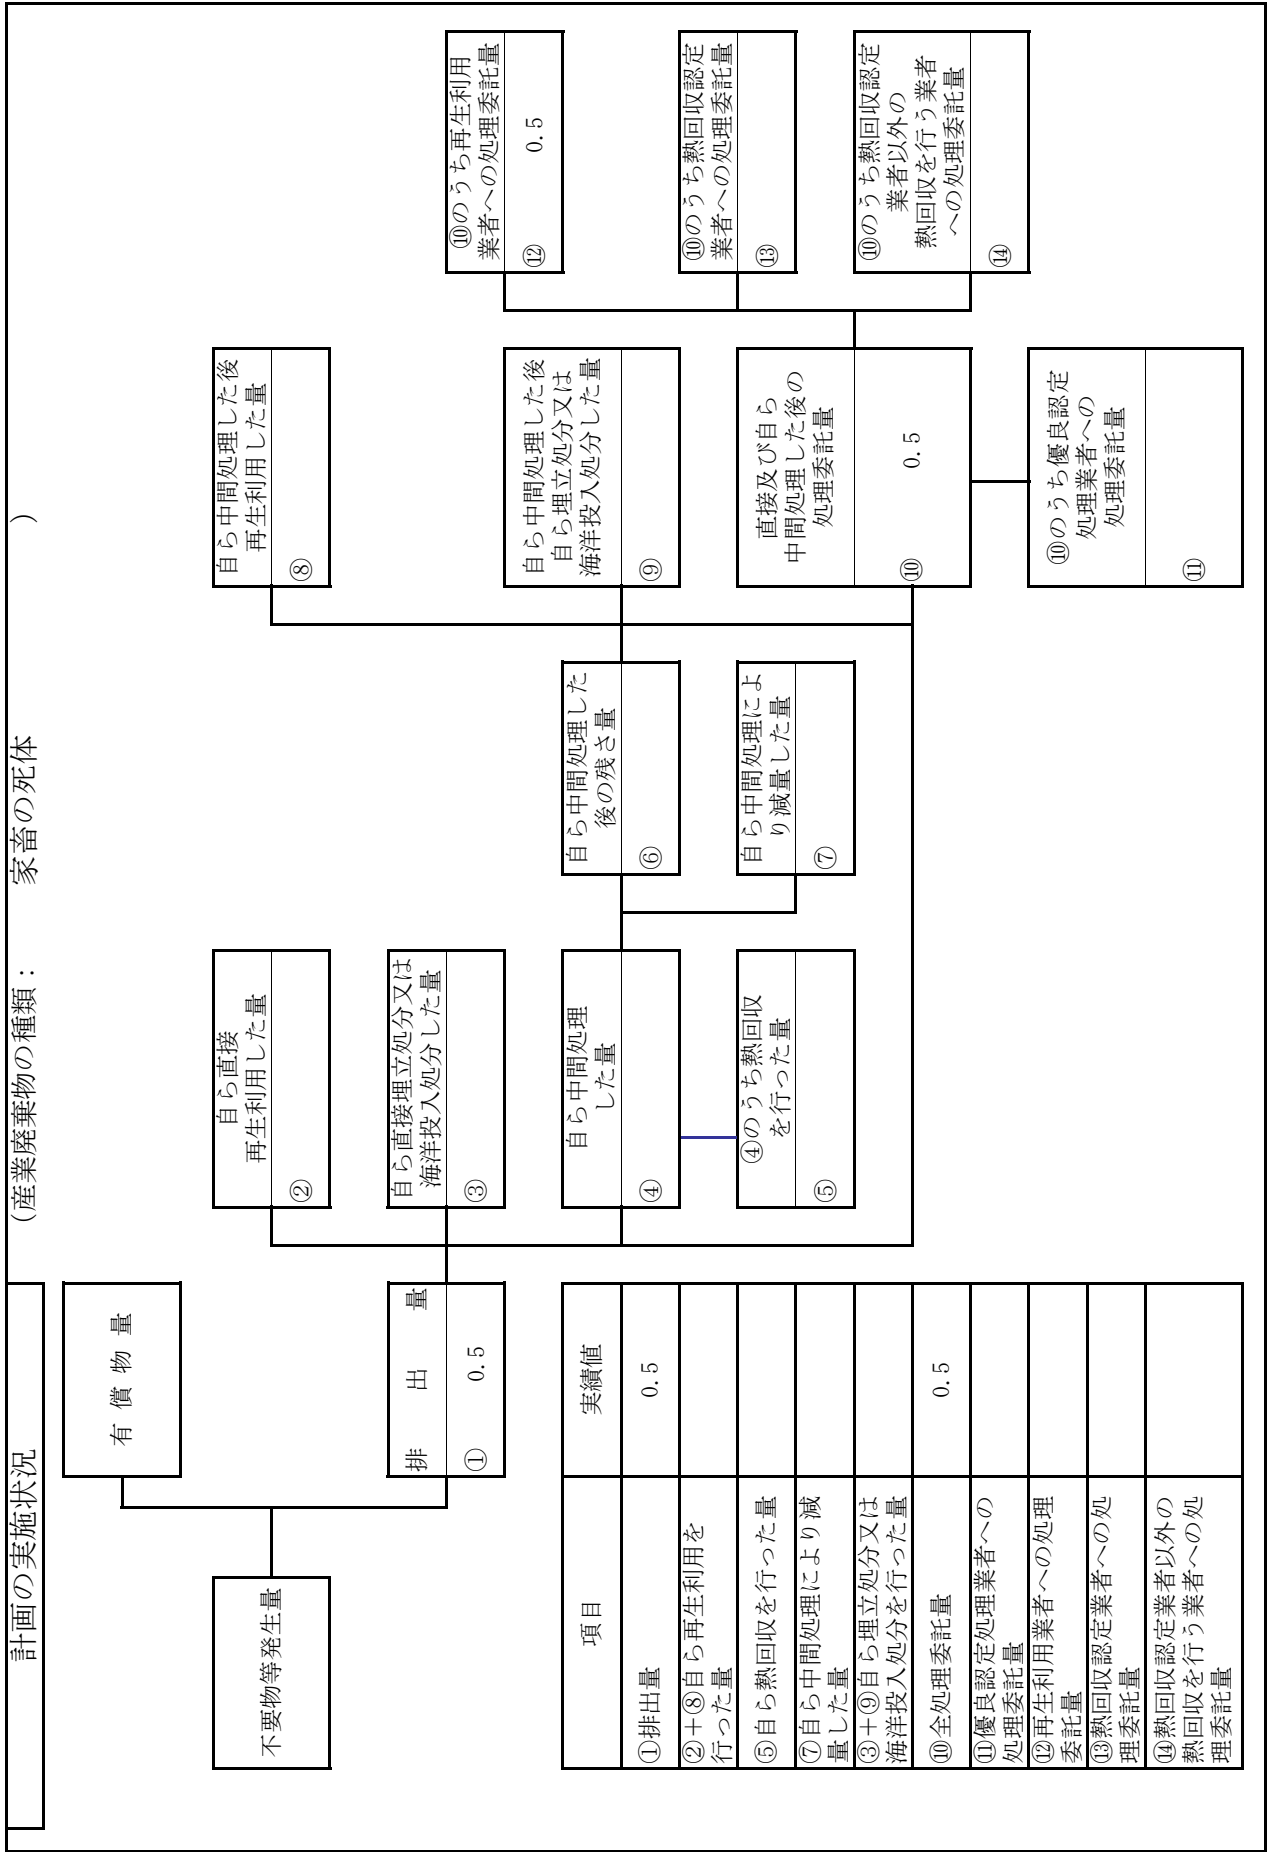 計画の実施状況
（産業廃棄物の種類： 家畜の死体 ）
不要物等発生量
有 償 物 量
排 出 量
① 0.5
自ら直接
再生利用した量
②
自ら直接埋立処分又は
海洋投入処分した量
③
自ら中間処理
した量
④
④のうち熱回収
を行った量
⑤
自ら中間処理した
後の残さ量
⑥
自ら中間処理によ
り減量した量
⑦
自ら中間処理した後
再生利用した量
⑧
自ら中間処理した後
自ら埋立処分又は
海洋投入処分した量
⑨
直接及び自ら
中間処理した後の
処理委託量
⑩ 0.5
⑩のうち優良認定
処理業者への
処理委託量
⑪
⑩のうち再生利用
業者への処理委託量
⑫ 0.5
⑩のうち熱回収認定
業者への処理委託量
⑬
⑩のうち熱回収認定
業者以外の
熱回収を行う業者
への処理委託量
⑭
項目 実績値
①排出量 0.5
②＋⑧自ら再生利用を
行った量
⑤自ら熱回収を行った量
⑦自ら中間処理により減
量した量
③＋⑨自ら埋立処分又は
海洋投入処分を行った量
⑩全処理委託量 0.5
⑪優良認定処理業者への
処理委託量
⑫再生利用業者への処理
委託量
⑬熱回収認定業者への処
理委託量
⑭熱回収認定業者以外の
熱回収を行う業者への処
理委託量